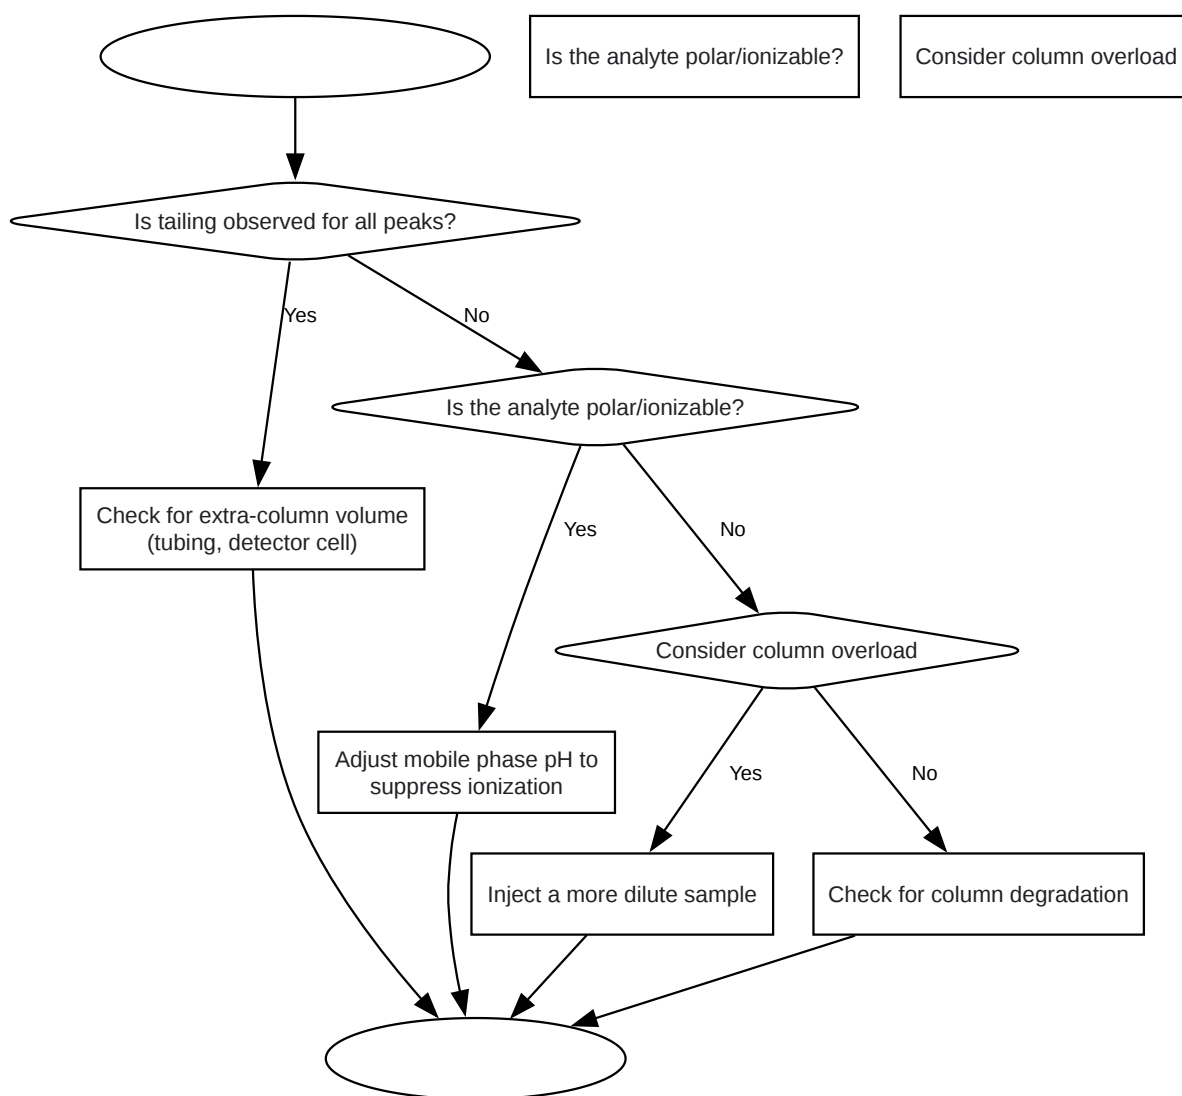 Is the analyte polar/ionizable?
Consider column overload
Is tailing observed for all peaks?
Yes
No
Is the analyte polar/ionizable?
Check for extra-column volume
(tubing, detector cell)
Yes
No
Consider column overload
Adjust mobile phase pH to
suppress ionization
Yes
No
Inject a more dilute sample
Check for column degradation